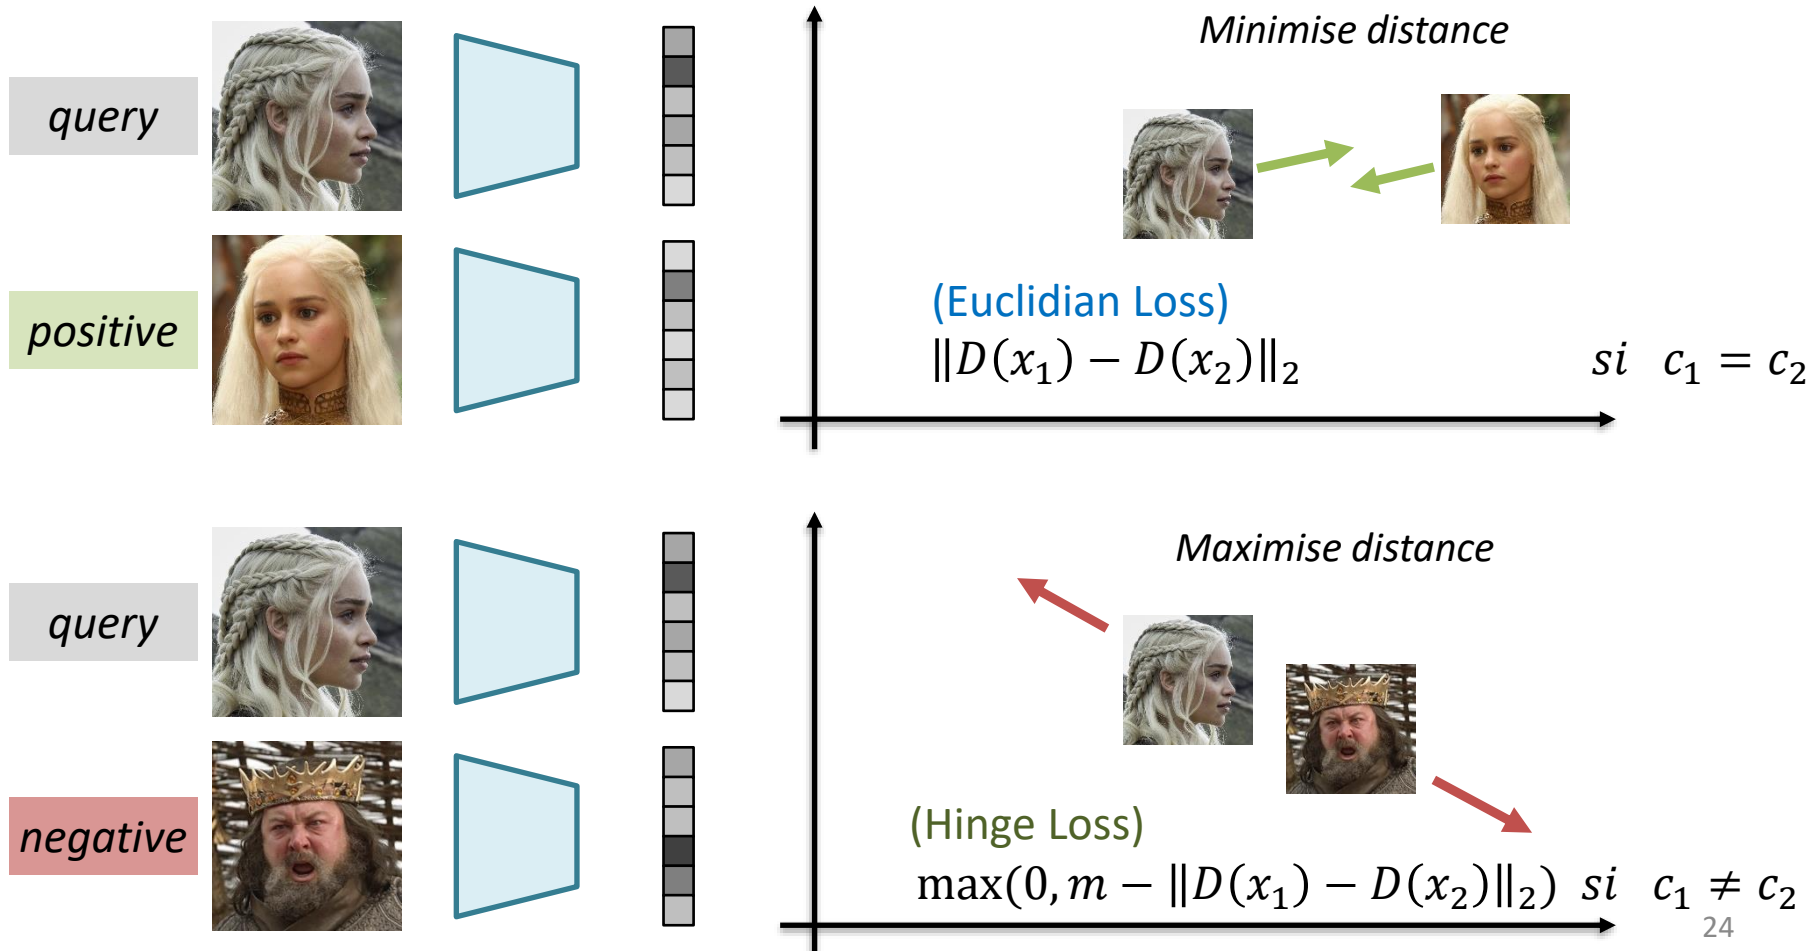 query
positive
Minimise distance
(Euclidian Loss)
‖D(x₁) − D(x₂)‖₂ si c₁ = c₂
query
negative
Maximise distance
(Hinge Loss)
max(0, m − ‖D(x₁) − D(x₂)‖₂) si c₁ ≠ c₂
24